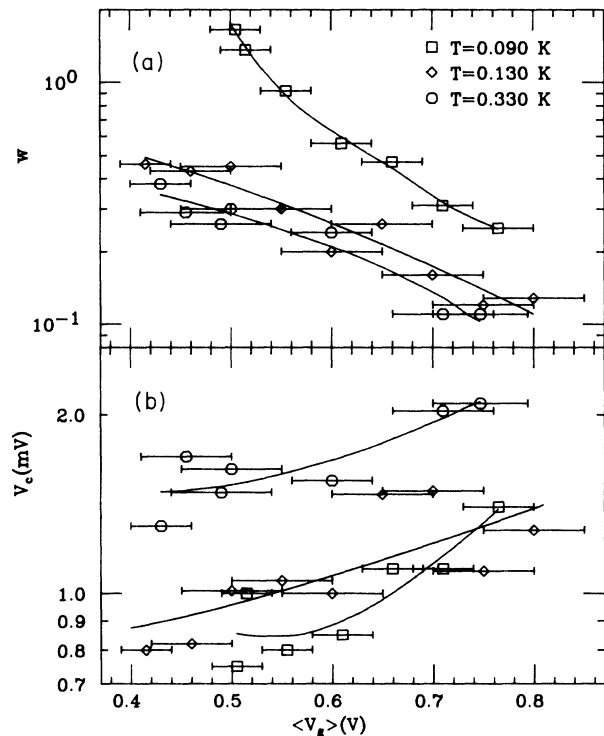 (a)
□ T=0.090 K
◇ T=0.130 K
○ T=0.330 K
10⁰
w
10⁻¹
(b)
2.0
V_c(mV)
1.0
0.9
0.8
0.7
0.4 0.5 0.6 0.7 0.8
<V_g>(V)